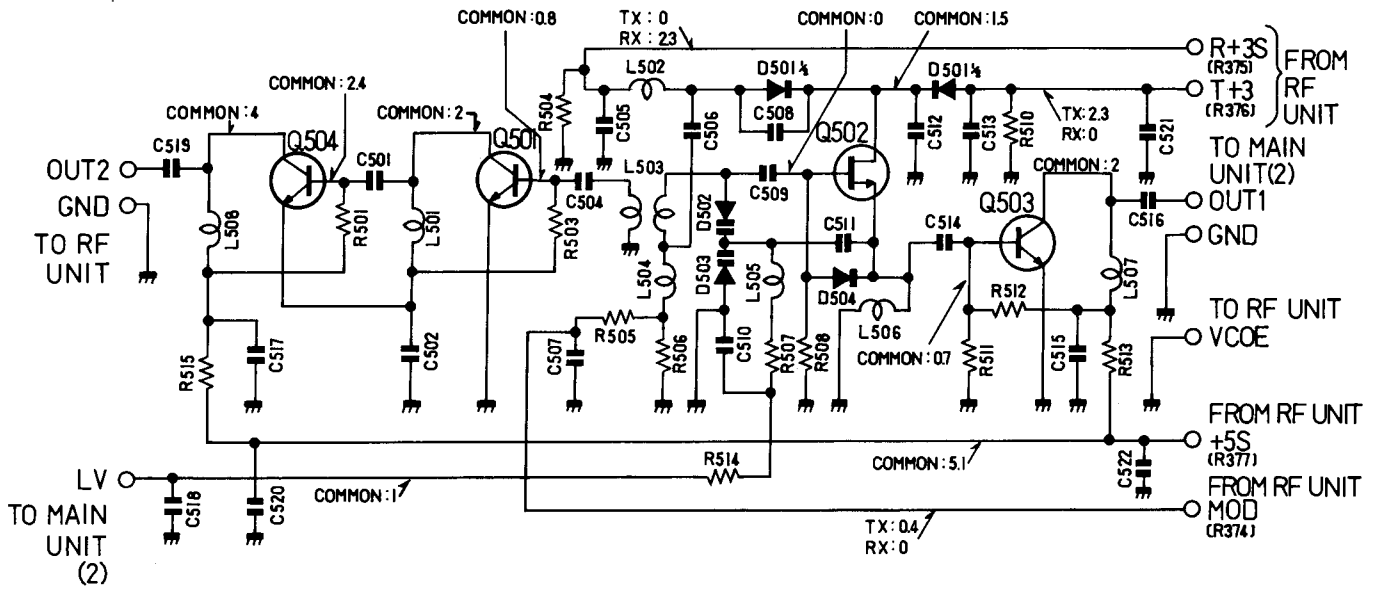 COMMON:0.8
TX:0
RX:2.3
COMMON:0
COMMON:1.5
R+3S
(R375)
FROM
RF
UNIT
T+3
(R376)
COMMON:2.4
COMMON:4
COMMON:2
L502
D501½
D501½
R504
C505
C506
C508
C512
C513
R510
TX:2.3
RX:0
C521
C519
Q504
C501
Q501
L503
C504
C509
Q502
TO MAIN
UNIT(2)
COMMON:2
OUT2
OUT1
C516
GND
GND
TO RF
UNIT
L508
R501
L501
R503
D502
C511
C514
Q503
L504
D503
L505
D504
L506
R512
L507
TO RF UNIT
VCOE
R515
C517
C502
C507
R505
R506
C510
R507
R508
COMMON:0.7
R511
C515
R513
FROM RF UNIT
+5S
(R377)
LV
R514
COMMON:5.1
C522
COMMON:1
C518
C520
FROM RF UNIT
MOD
(R374)
TO MAIN
UNIT
(2)
TX:0.4
RX:0